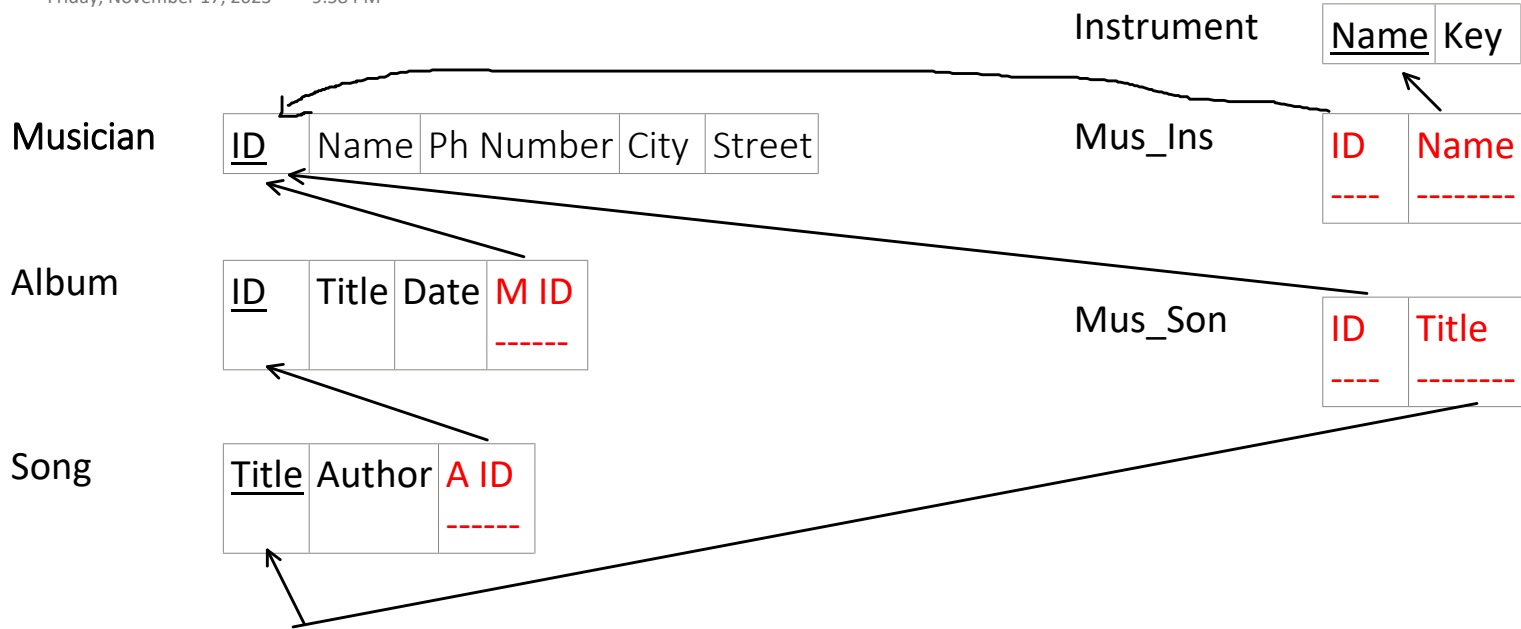 Instrument
Name Key
Musician
ID Name Ph Number City Street
Mus_Ins
ID Name
---- --------
Album
ID Title Date M ID
------
Mus_Son
ID Title
---- --------
Song
Title Author A ID
------